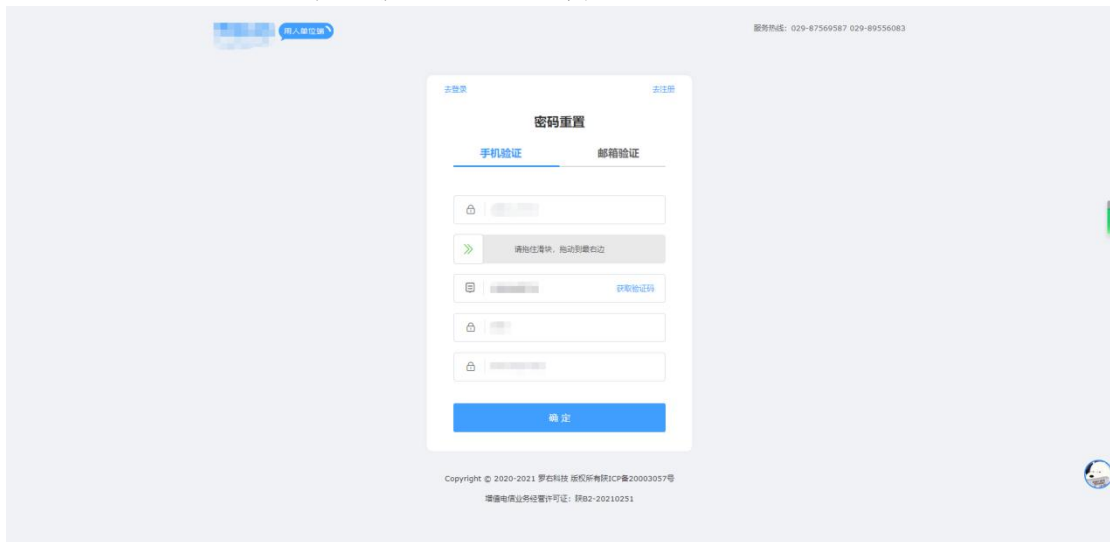 用人单位端
服务热线：029-87569587 029-89556083
去登录
去注册
密码重置
手机验证
邮箱验证
请拖住滑块，拖动到最右边
获取验证码
确 定
Copyright © 2020-2021 罗右科技 版权所有陕ICP备20003057号
增值电信业务经营许可证：陕B2-20210251